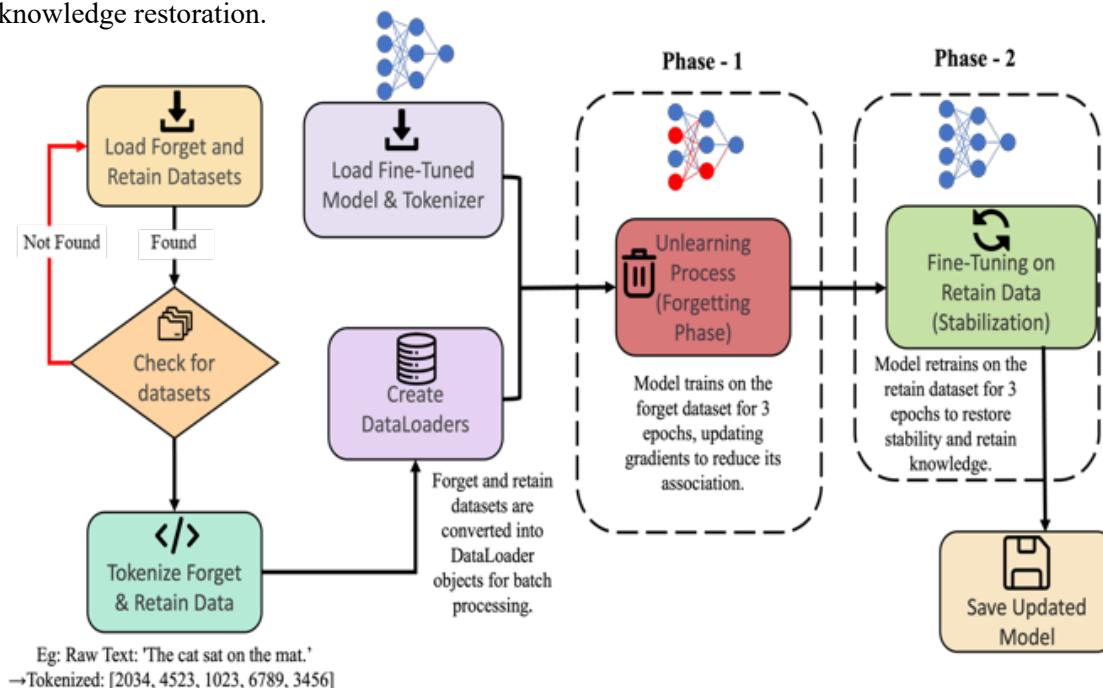 knowledge restoration.
Phase - 1
Phase - 2
Load Forget and
Retain Datasets
Load Fine-Tuned
Model & Tokenizer
Not Found
Found
Check for
datasets
Create
DataLoaders
Unlearning
Process
(Forgetting
Phase)
Fine-Tuning on
Retain Data
(Stabilization)
Model trains on the
forget dataset for 3
epochs, updating
gradients to reduce its
association.
Model retrains on the
retain dataset for 3
epochs to restore
stability and retain
knowledge.
Forget and retain
datasets are
converted into
DataLoader
objects for batch
processing.
</>
Tokenize Forget
& Retain Data
Save Updated
Model
Eg: Raw Text: 'The cat sat on the mat.’
→Tokenized: [2034, 4523, 1023, 6789, 3456]